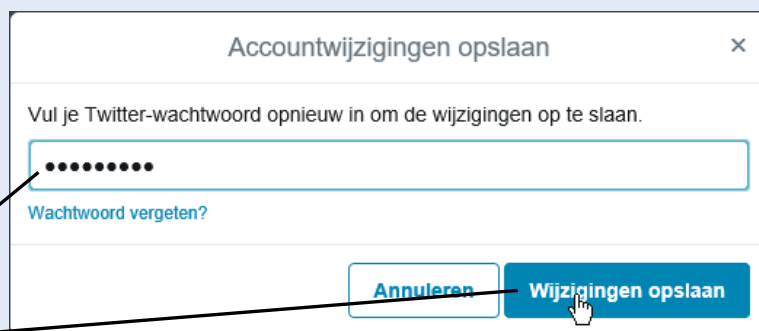 Accountwijzigingen opslaan ×
Vul je Twitter-wachtwoord opnieuw in om de wijzigingen op te slaan.
•••••••••
Wachtwoord vergeten?
Annuleren Wijzigingen opslaan